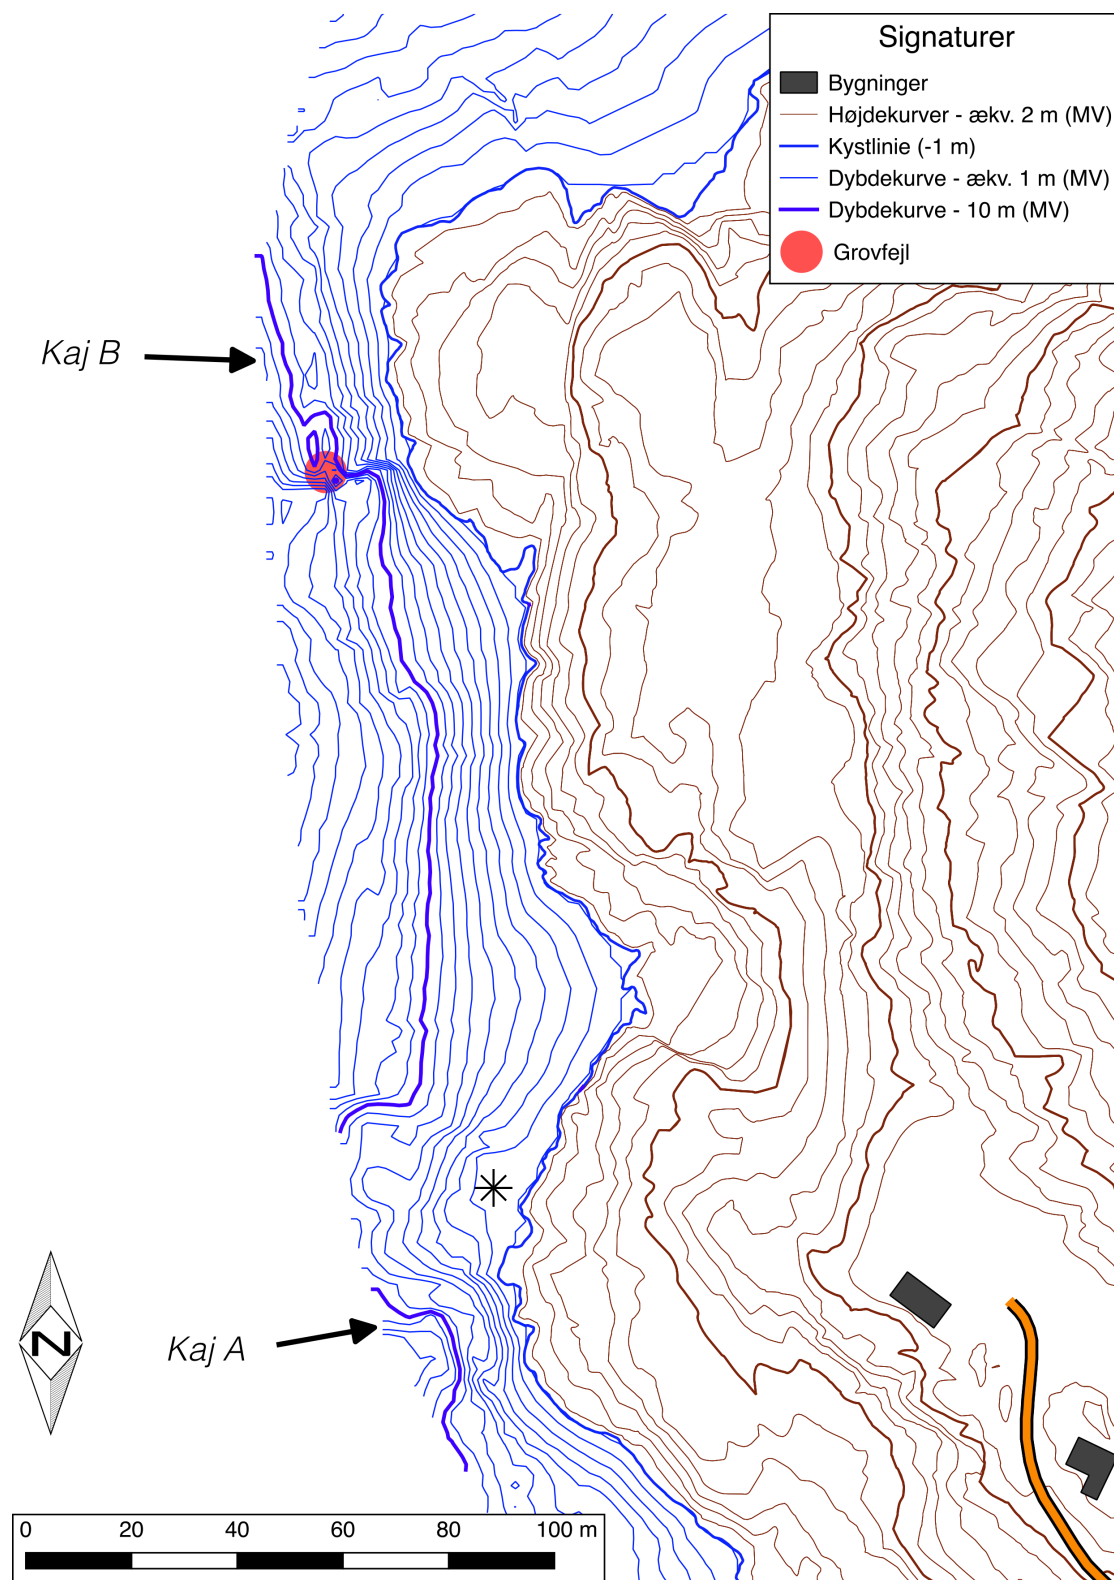 Signaturer
Bygninger
Højdekurver - ækv. 2 m (MV)
Kystlinie (-1 m)
Dybdekurve - ækv. 1 m (MV)
Dybdekurve - 10 m (MV)
Grovfejl
Kaj B
Kaj A
N
0 20 40 60 80 100 m